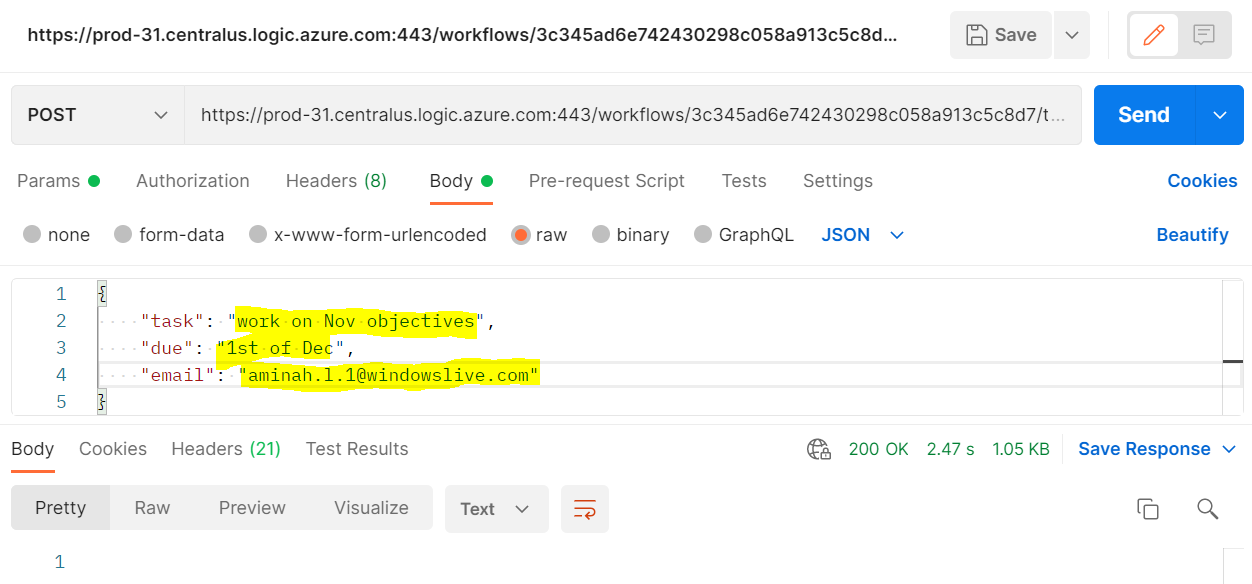 https://prod-31.centralus.logic.azure.com:443/workflows/3c345ad6e742430298c058a913c5c8d...
Save
POST
https://prod-31.centralus.logic.azure.com:443/workflows/3c345ad6e742430298c058a913c5c8d7/t...
Send
Params Authorization Headers (8) Body Pre-request Script Tests Settings Cookies
none form-data x-www-form-urlencoded raw binary GraphQL JSON Beautify
1 {
2 ····"task":·"work·on·Nov·objectives",
3 ····"due":·"1st·of·Dec",
4 ····"email":·"aminah.l.1@windowslive.com"
5 }
Body Cookies Headers (21) Test Results 200 OK 2.47 s 1.05 KB Save Response
Pretty Raw Preview Visualize Text
1